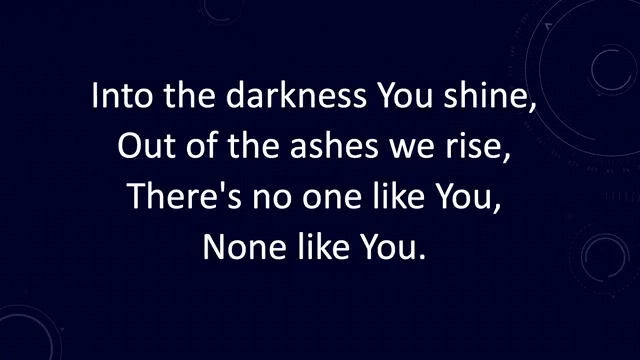 Into the darkness You shine,
Out of the ashes we rise,
There's no one like You,
None like You.